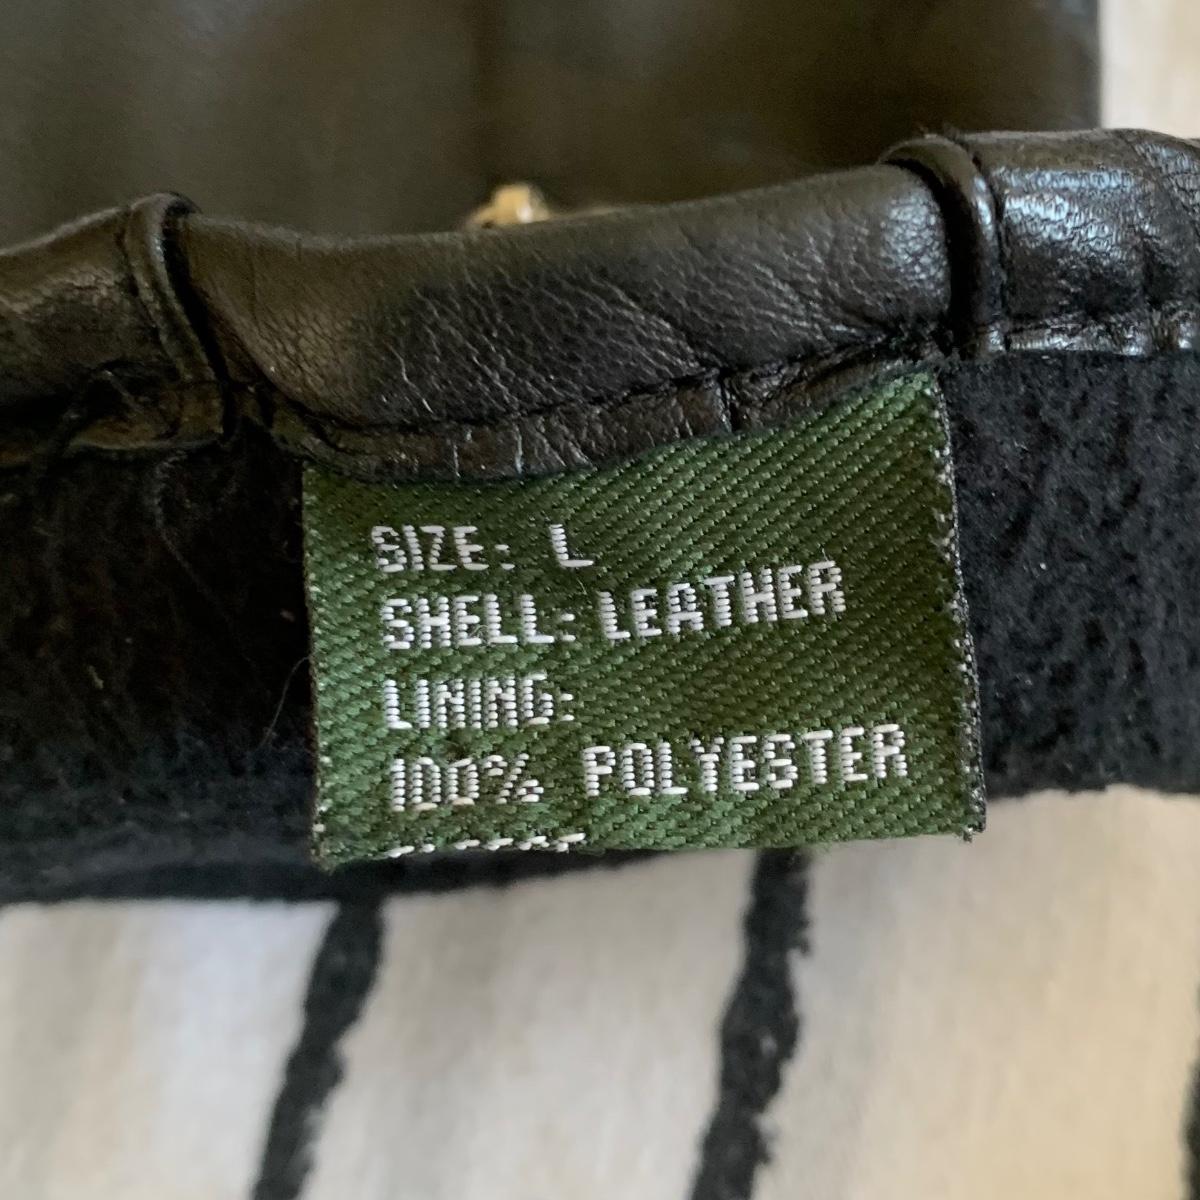 SIZE: L
SHELL: LEATHER
LINING:
100% POLYESTER